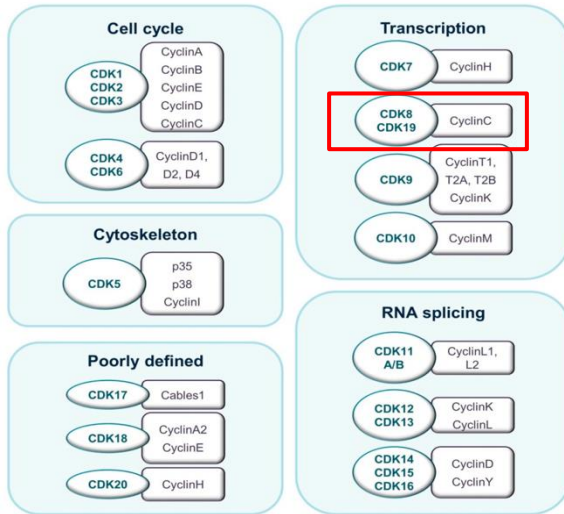 Cell cycle
CDK1
CDK2
CDK3
CyclinA
CyclinB
CyclinE
CyclinD
CyclinC
CDK4
CDK6
CyclinD1,
D2, D4
Cytoskeleton
CDK5
p35
p38
CyclinI
Poorly defined
CDK17
Cables1
CDK18
CyclinA2
CyclinE
CDK20
CyclinH
Transcription
CDK7
CyclinH
CDK8
CDK19
CyclinC
CDK9
CyclinT1,
T2A, T2B
CyclinK
CDK10
CyclinM
RNA splicing
CDK11
A/B
CyclinL1,
L2
CDK12
CDK13
CyclinK
CyclinL
CDK14
CDK15
CDK16
CyclinD
CyclinY